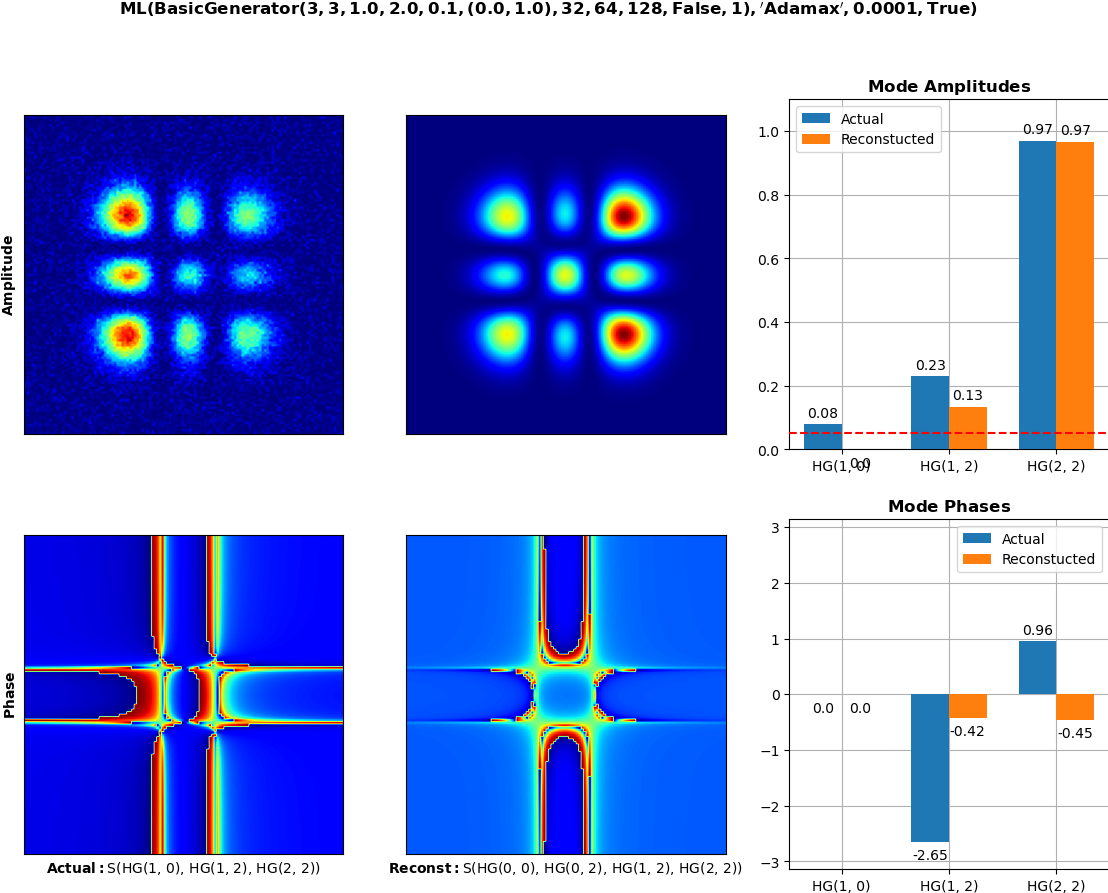 ML(BasicGenerator(3, 3, 1.0, 2.0, 0.1, (0.0, 1.0), 32, 64, 128, False, 1), 'Adamax', 0.0001, True)
Amplitude
Mode Amplitudes
Actual
Reconstucted
1.0
0.8
0.6
0.4
0.2
0.0
0.08
0.0
0.23
0.13
0.97
0.97
HG(1, 0)
HG(1, 2)
HG(2, 2)
Phase
Actual: S(HG(1, 0), HG(1, 2), HG(2, 2))
Reconst: S(HG(0, 0), HG(0, 2), HG(1, 2), HG(2, 2))
Mode Phases
Actual
Reconstucted
3
2
1
0
−1
−2
−3
0.0
0.0
-2.65
-0.42
0.96
-0.45
HG(1, 0)
HG(1, 2)
HG(2, 2)